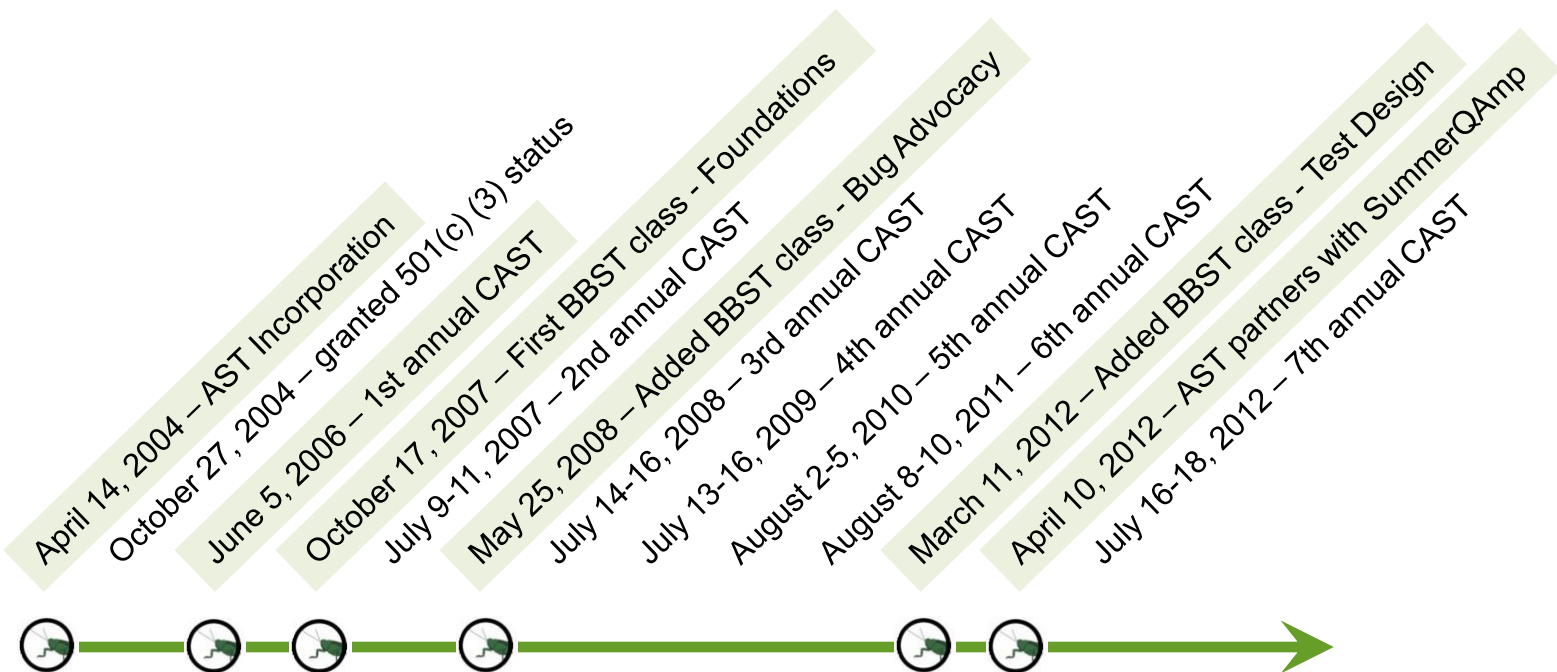 April 14, 2004 – AST Incorporation
October 27, 2004 – granted 501(c) (3) status
June 5, 2006 – 1st annual CAST
October 17, 2007 – First BBST class - Foundations
July 9-11, 2007 – 2nd annual CAST
May 25, 2008 – Added BBST class - Bug Advocacy
July 14-16, 2008 – 3rd annual CAST
July 13-16, 2009 – 4th annual CAST
August 2-5, 2010 – 5th annual CAST
August 8-10, 2011 – 6th annual CAST
March 11, 2012 – Added BBST class - Test Design
April 10, 2012 – AST partners with SummerQAmp
July 16-18, 2012 – 7th annual CAST